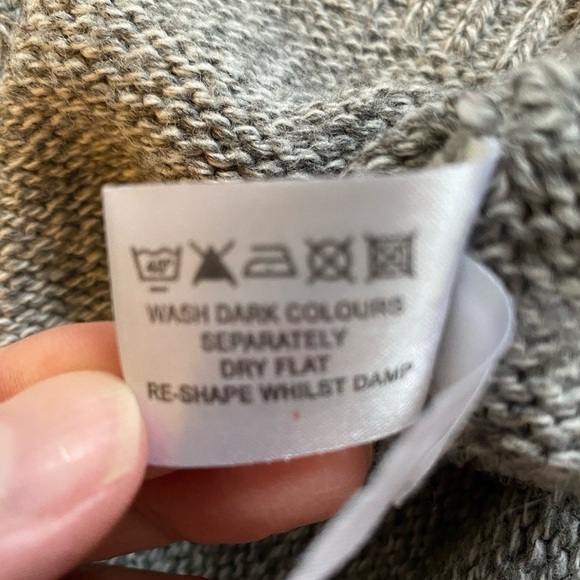 40°
WASH DARK COLOURS
SEPARATELY
DRY FLAT
RE-SHAPE WHILST DAMP